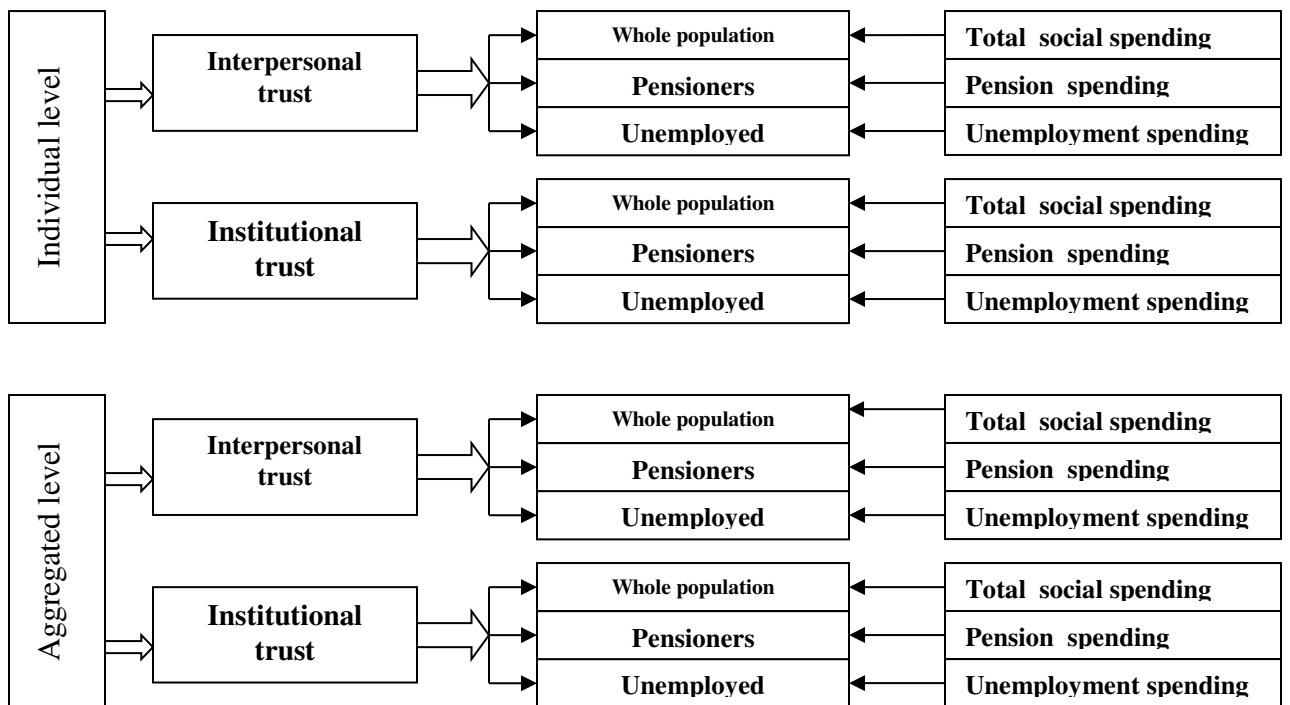 Individual level
Interpersonal
trust
Whole population
Pensioners
Unemployed
Total social spending
Pension spending
Unemployment spending
Institutional
trust
Whole population
Pensioners
Unemployed
Total social spending
Pension spending
Unemployment spending
Aggregated level
Interpersonal
trust
Whole population
Pensioners
Unemployed
Total social spending
Pension spending
Unemployment spending
Institutional
trust
Whole population
Pensioners
Unemployed
Total social spending
Pension spending
Unemployment spending